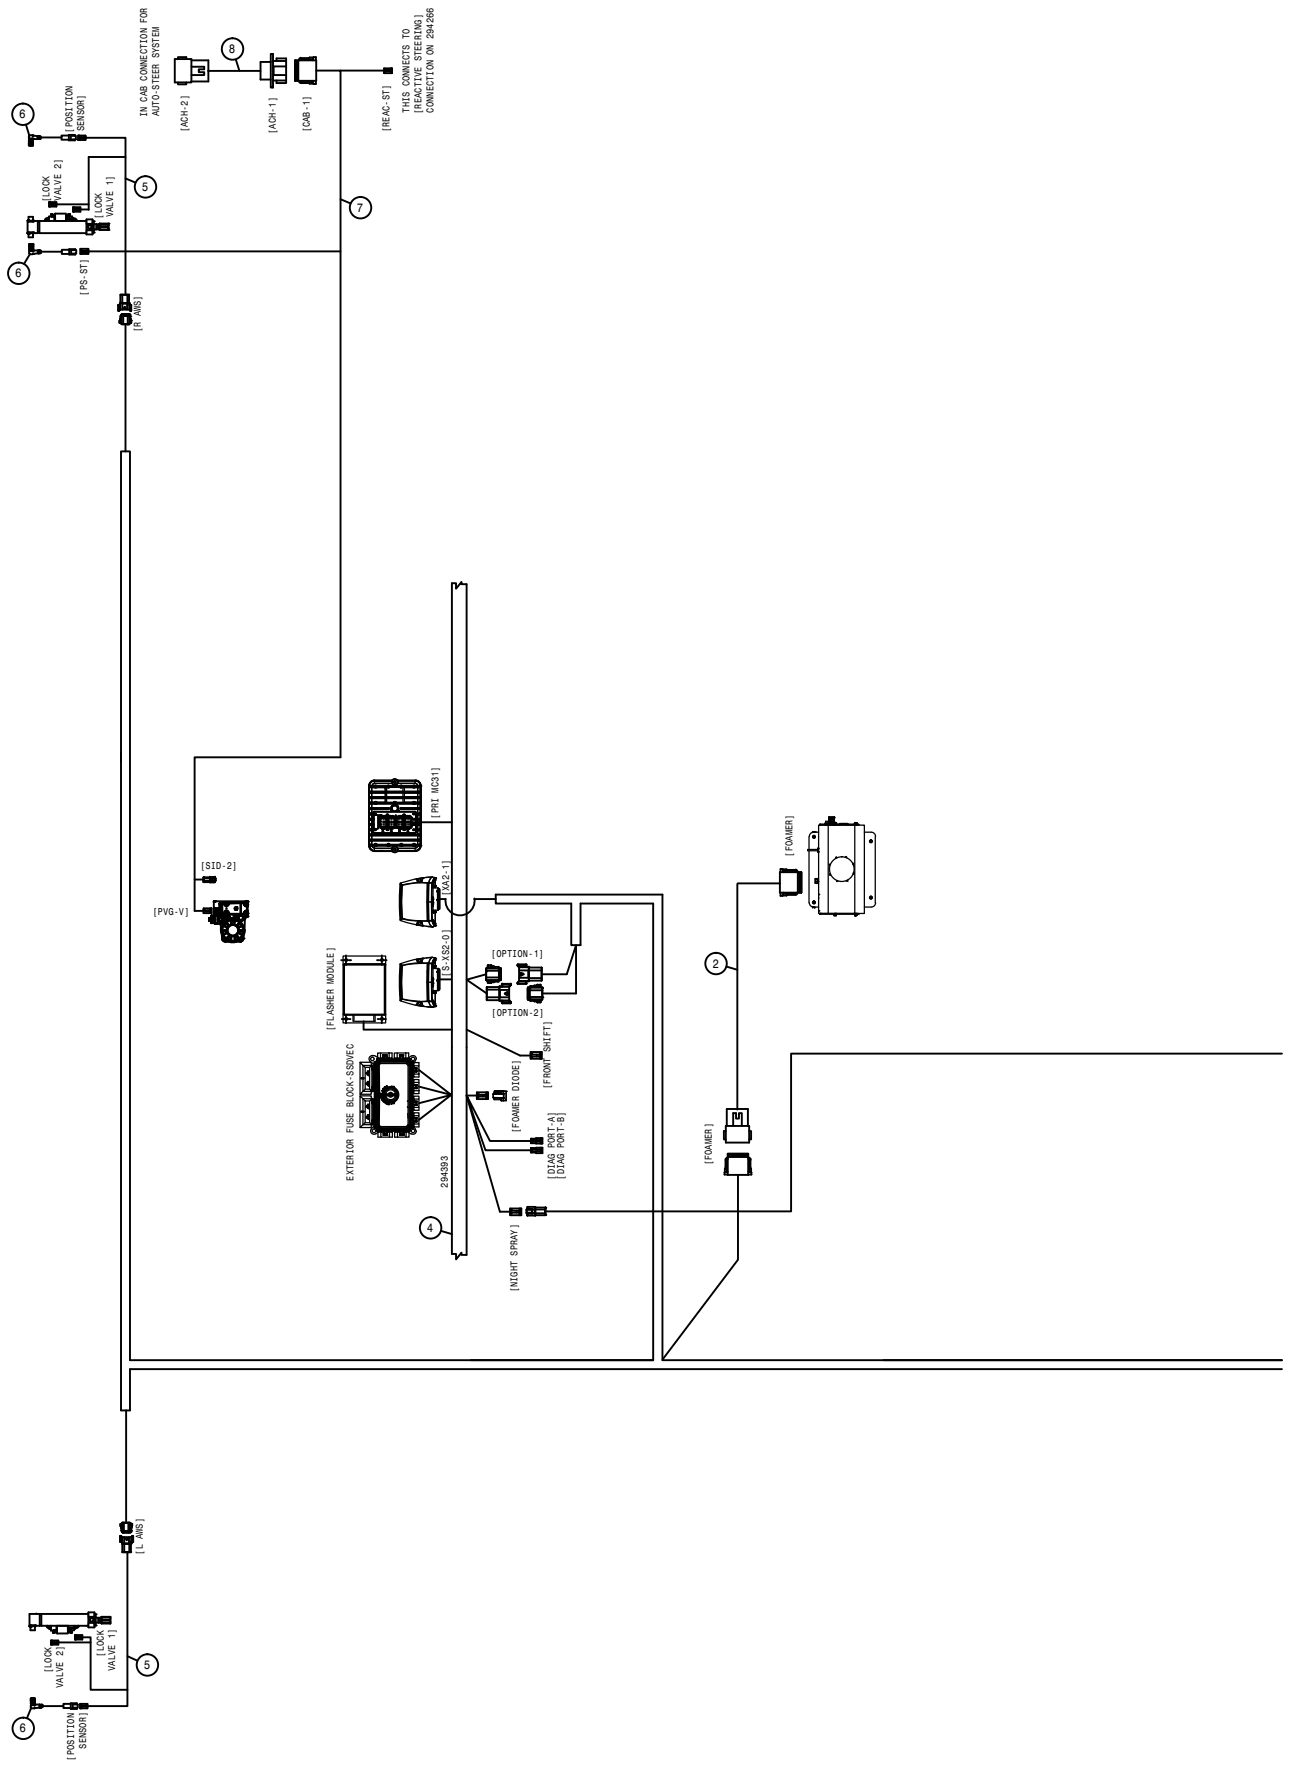 IN CAB CONNECTION FOR
AUTO-STEER SYSTEM
8
[ACH-2]
[ACH-1]
[CAB-1]
[REAC-ST]
THIS CONNECTS TO
[REACTIVE STEERING]
CONNECTION ON 294266
6
[POSITION
SENSOR]
[LOCK
VALVE 2]
[LOCK
VALVE 1]
5
7
6
[PS-ST]
[R AWS]
[PRI MC31]
[SID-2]
[PVG-V]
[XA2-1]
[S-XS2-0]
[FLASHER MODULE]
[OPTION-1]
[OPTION-2]
[FOAMER]
2
[FRONT SHIFT]
EXTERIOR FUSE BLOCK-SSDVEC
[FOAMER DIODE]
[DIAG PORT-A]
[DIAG PORT-B]
[FOAMER]
294393
4
[NIGHT SPRAY]
[L AWS]
[LOCK
VALVE 2]
[LOCK
VALVE 1]
5
6
[POSITION
SENSOR]